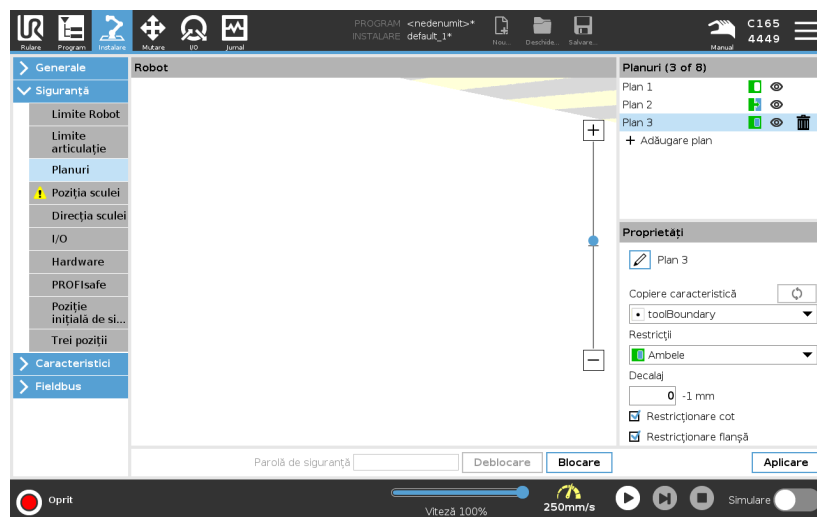 PROGRAM <nedenumit>*
INSTALARE default_1*
Rulare
Program
Instalare
Mutare
I/O
Jurnal
Nou...
Deschide...
Salvare...
Manual
C165
4449
Generale
Siguranță
Limite Robot
Limite
articulație
Planuri
Poziția sculei
Direcția sculei
I/O
Hardware
PROFIsafe
Poziție
inițială de si...
Trei poziții
Caracteristici
Fieldbus
Robot
Planuri (3 of 8)
Plan 1
Plan 2
Plan 3
Adăugare plan
Proprietăți
Plan 3
Copiere caracteristică
toolBoundary
Restricții
Ambele
Decalaj
0 -1 mm
Restricționare cot
Restricționare flanșă
Parolă de siguranță
Deblocare
Blocare
Aplicare
Oprit
Viteză 100%
250mm/s
Simulare